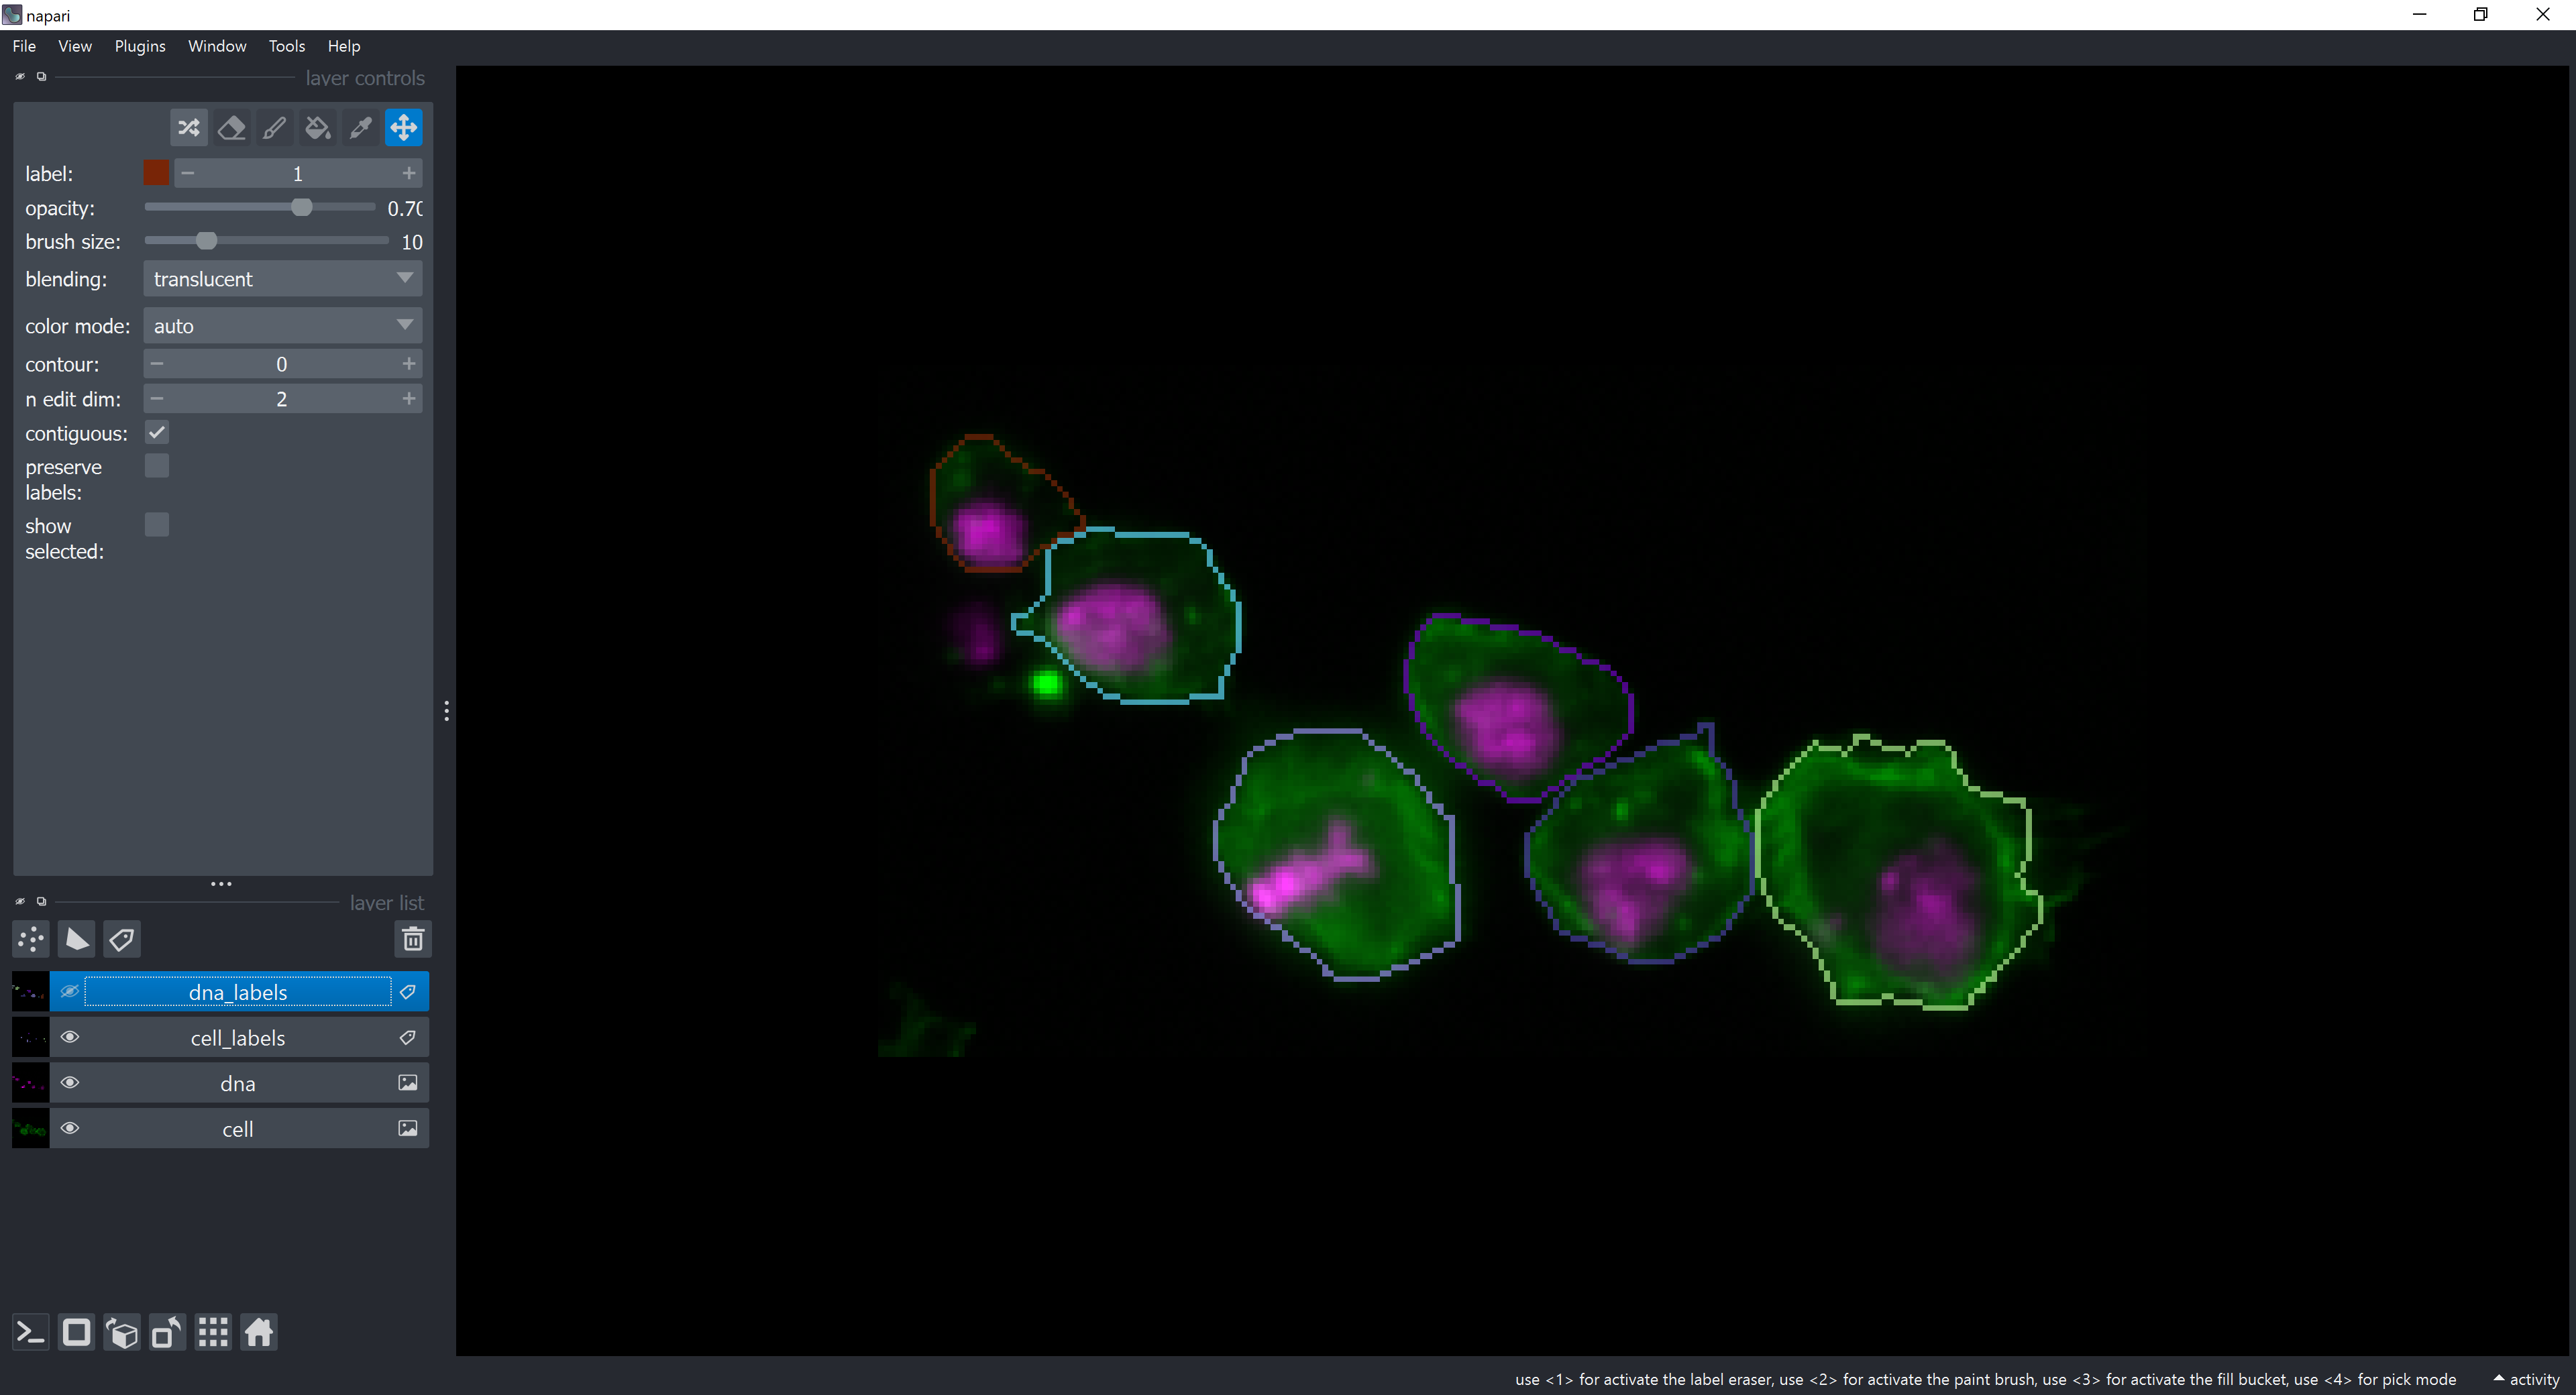 napari
File View Plugins Window Tools Help
layer controls
label: 1
opacity: 0.70
brush size: 10
blending: translucent
color mode: auto
contour: 0
n edit dim: 2
contiguous:
preserve
labels:
show
selected:
layer list
dna_labels
cell_labels
dna
cell
use <1> for activate the label eraser, use <2> for activate the paint brush, use <3> for activate the fill bucket, use <4> for pick mode activity